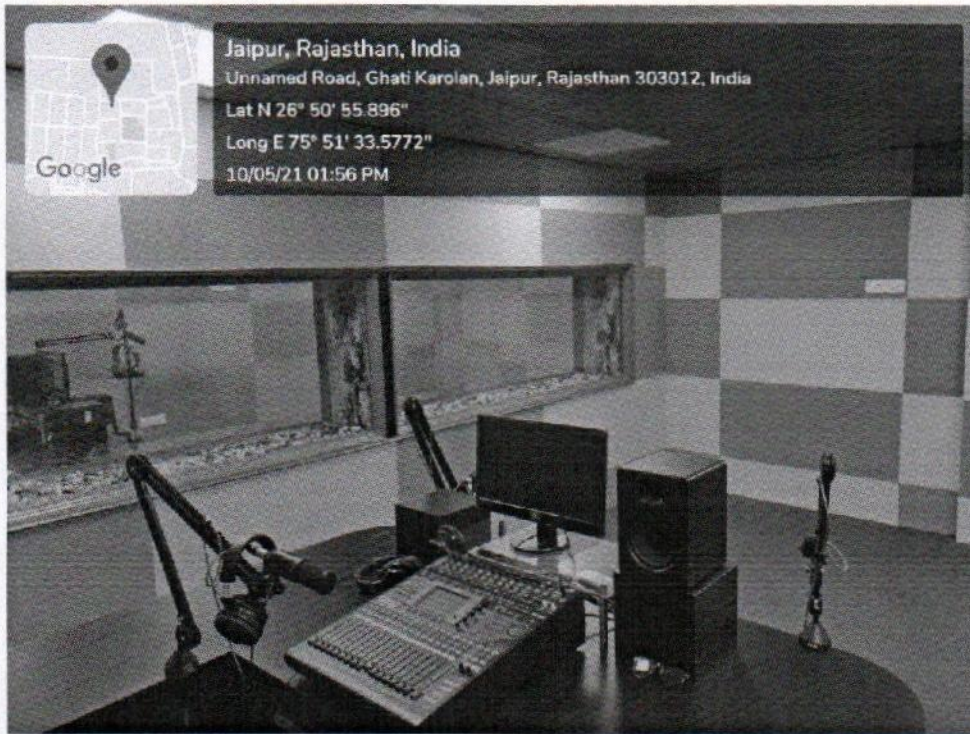 Jaipur, Rajasthan, India
Unnamed Road, Ghati Karolan, Jaipur, Rajasthan 303012, India
Lat N 26° 50' 55.896"
Long E 75° 51' 33.5772"
10/05/21 01:56 PM
Google